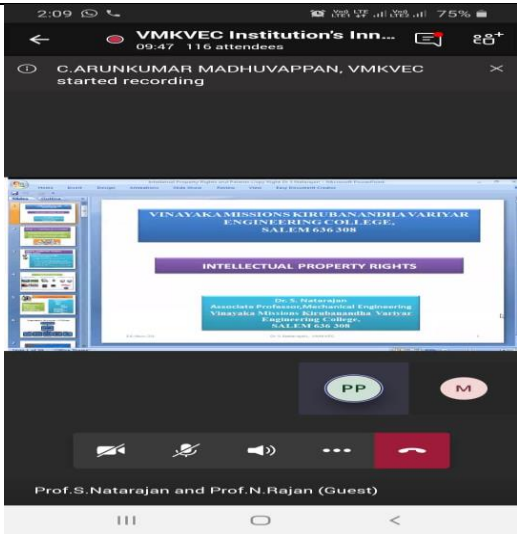 2:09 75%
VMKVEC Institution's Inn...
09:47 116 attendees
C.ARUNKUMAR MADHUVAPPAN, VMKVEC
started recording
Slides Outline
VINAYAKA MISSIONS KIRUBANANDHA VARIYAR
ENGINEERING COLLEGE,
SALEM 636 308
INTELLECTUAL PROPERTY RIGHTS
Dr. S. Natarajan
Associate Professor,Mechanical Engineering
Vinayaka Missions Kirubanandha Variyar
Engineering College,
SALEM 636 308
PP M
Prof.S.Natarajan and Prof.N.Rajan (Guest)